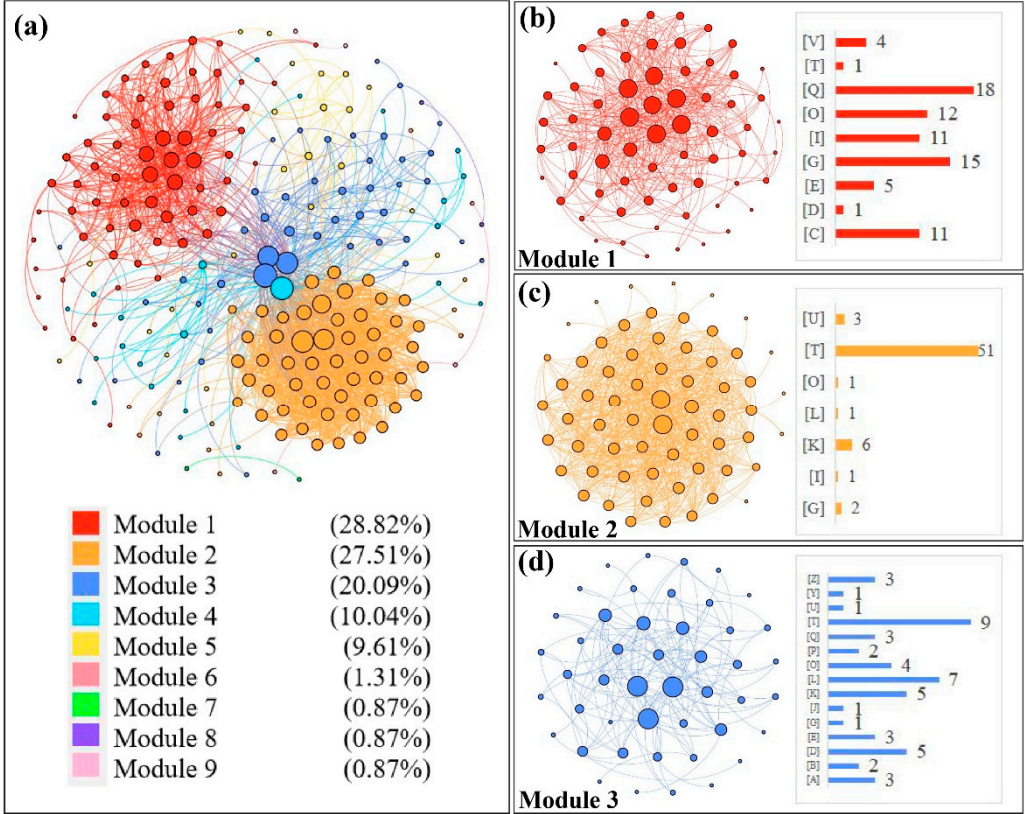 (a)
Module 1 (28.82%)
Module 2 (27.51%)
Module 3 (20.09%)
Module 4 (10.04%)
Module 5 (9.61%)
Module 6 (1.31%)
Module 7 (0.87%)
Module 8 (0.87%)
Module 9 (0.87%)
(b)
Module 1
[V] 4
[T] 1
[Q] 18
[O] 12
[I] 11
[G] 15
[E] 5
[D] 1
[C] 11
(c)
Module 2
[U] 3
[T] 51
[O] 1
[L] 1
[K] 6
[I] 1
[G] 2
(d)
Module 3
[Z] 3
[Y] 1
[U] 1
[T] 9
[Q] 3
[P] 2
[O] 4
[L] 7
[K] 5
[J] 1
[G] 1
[E] 3
[D] 5
[B] 2
[A] 3